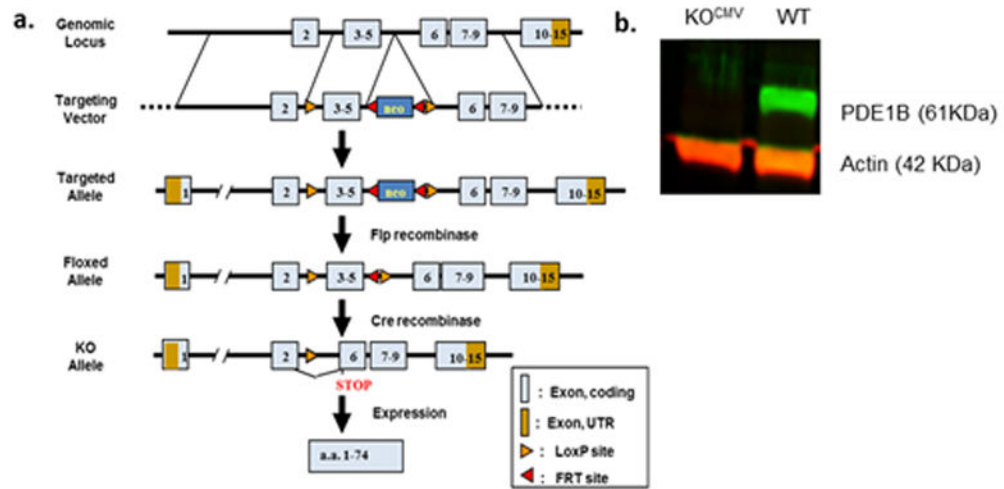 a.
Genomic Locus
2
3-5
6
7-9
10-15
Targeting Vector
2
3-5
neo
6
7-9
Targeted Allele
1
2
3-5
neo
6
7-9
10-15
Flp recombinase
Floxed Allele
1
2
3-5
6
7-9
10-15
Cre recombinase
KO Allele
1
2
6
7-9
10-15
STOP
Expression
a.a. 1-74
: Exon, coding
: Exon, UTR
: LoxP site
: FRT site
b.
KO^CMV WT
PDE1B (61KDa)
Actin (42 KDa)